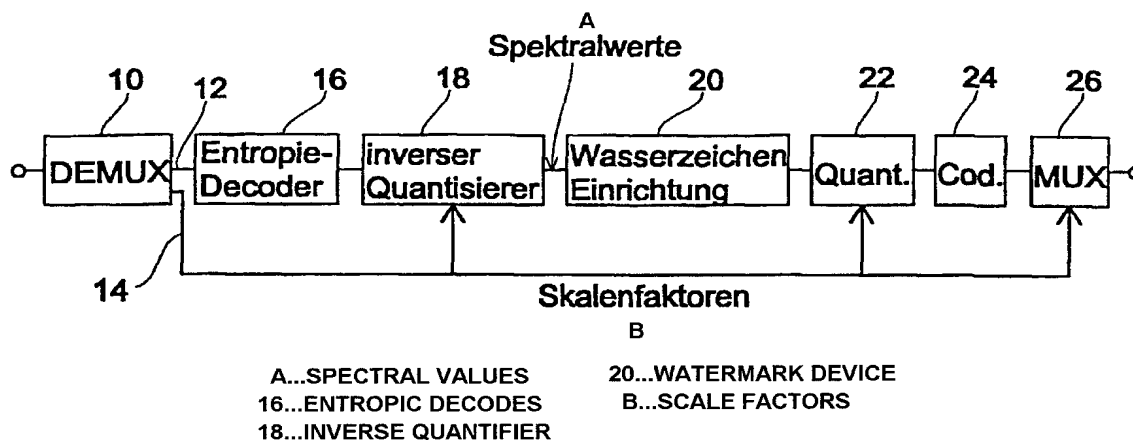 A
Spektralwerte
10
12
16
18
20
22
24
26
DEMUX
Entropie-
Decoder
inverser
Quantisierer
Wasserzeichen
Einrichtung
Quant.
Cod.
MUX
14
Skalenfaktoren
B
A...SPECTRAL VALUES
16...ENTROPIC DECODES
18...INVERSE QUANTIFIER
20...WATERMARK DEVICE
B...SCALE FACTORS